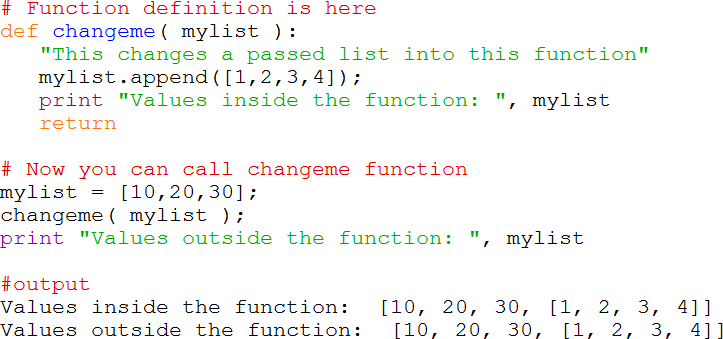 # Function definition is here
def changeme( mylist ):
   "This changes a passed list into this function"
   mylist.append([1,2,3,4]);
   print "Values inside the function: ", mylist
   return

# Now you can call changeme function
mylist = [10,20,30];
changeme( mylist );
print "Values outside the function: ", mylist

#output
Values inside the function:  [10, 20, 30, [1, 2, 3, 4]]
Values outside the function:  [10, 20, 30, [1, 2, 3, 4]]